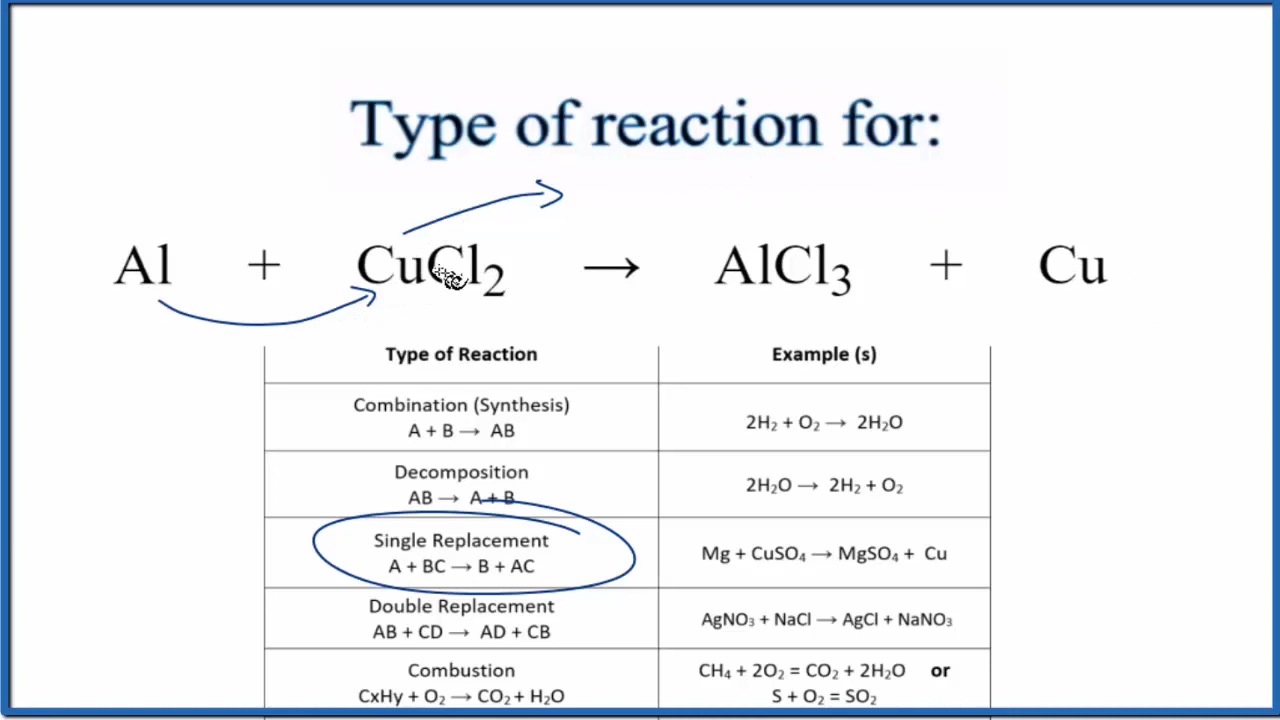 Type of reaction for:
Al + CuCl₂ → AlCl₃ + Cu
Type of Reaction Example (s)
Combination (Synthesis)
A + B → AB
2H₂ + O₂ → 2H₂O
Decomposition
AB → A + B
2H₂O → 2H₂ + O₂
Single Replacement
A + BC → B + AC
Mg + CuSO₄ → MgSO₄ + Cu
Double Replacement
AB + CD → AD + CB
AgNO₃ + NaCl → AgCl + NaNO₃
Combustion
CxHy + O₂ → CO₂ + H₂O
CH₄ + 2O₂ = CO₂ + 2H₂O or
S + O₂ = SO₂